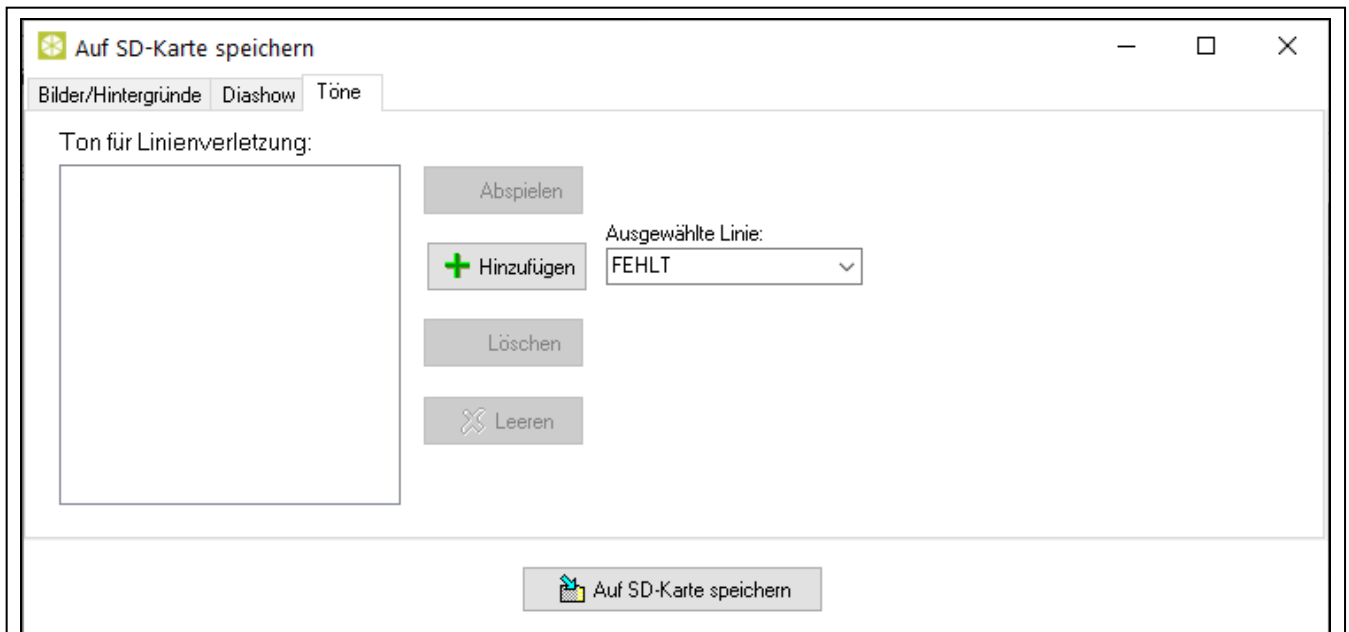 Auf SD-Karte speichern
Bilder/Hintergründe Diashow Töne
Ton für Linienverletzung:
Abspielen
Ausgewählte Linie:
Hinzufügen FEHLT
Löschen
Leeren
Auf SD-Karte speichern